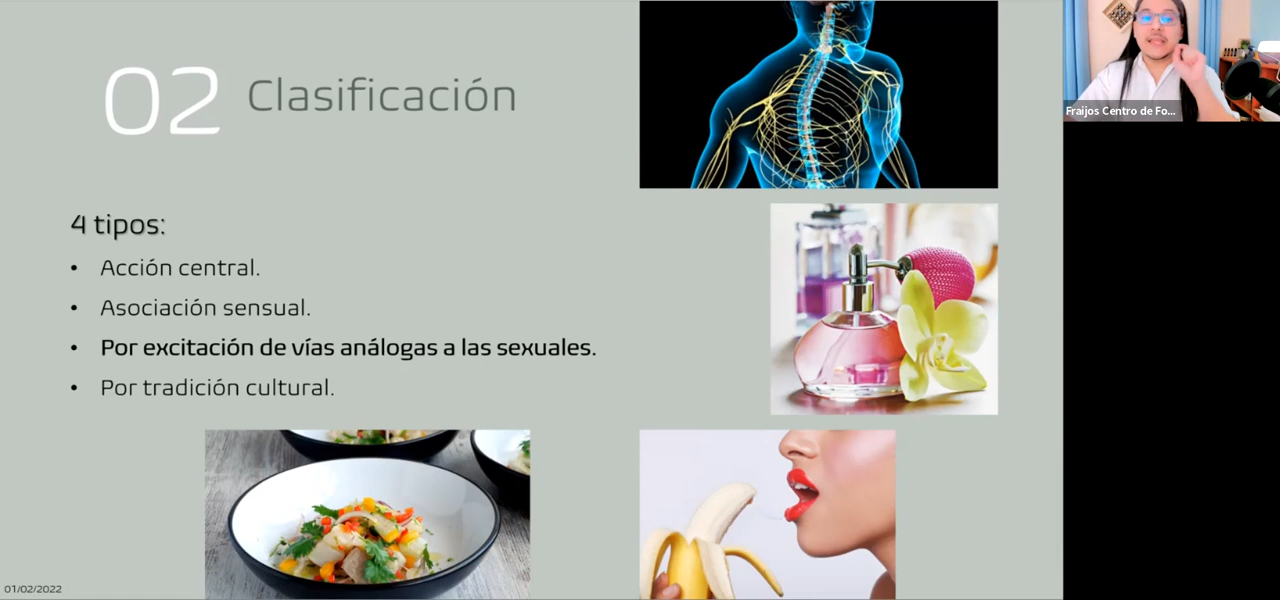 02 Clasificación
4 tipos:
• Acción central.
• Asociación sensual.
• Por excitación de vías análogas a las sexuales.
• Por tradición cultural.
01/02/2022
Fraijos Centro de Fo...